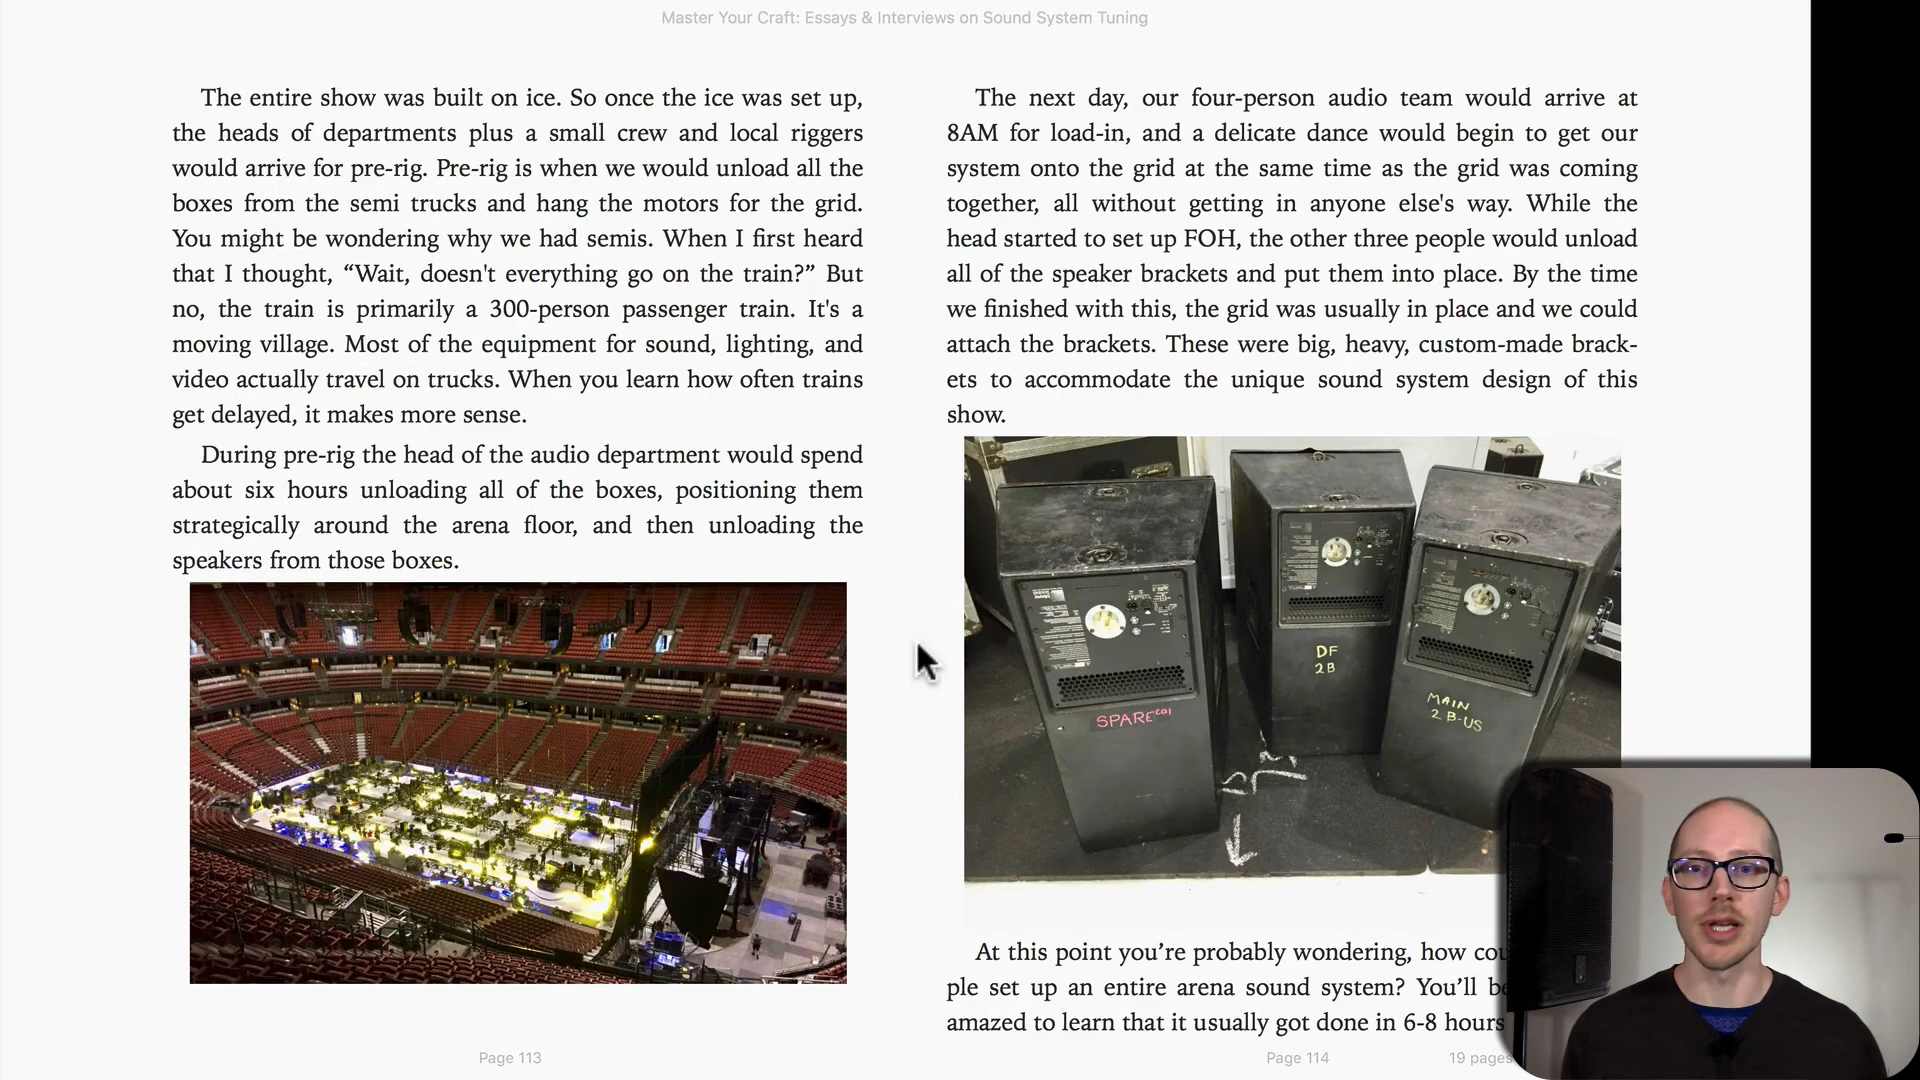 Master Your Craft: Essays & Interviews on Sound System Tuning
The entire show was built on ice. So once the ice was set up,
the heads of departments plus a small crew and local riggers
would arrive for pre-rig. Pre-rig is when we would unload all the
boxes from the semi trucks and hang the motors for the grid.
You might be wondering why we had semis. When I first heard
that I thought, “Wait, doesn't everything go on the train?” But
no, the train is primarily a 300-person passenger train. It's a
moving village. Most of the equipment for sound, lighting, and
video actually travel on trucks. When you learn how often trains
get delayed, it makes more sense.
During pre-rig the head of the audio department would spend
about six hours unloading all of the boxes, positioning them
strategically around the arena floor, and then unloading the
speakers from those boxes.
Page 113
The next day, our four-person audio team would arrive at
8AM for load-in, and a delicate dance would begin to get our
system onto the grid at the same time as the grid was coming
together, all without getting in anyone else's way. While the
head started to set up FOH, the other three people would unload
all of the speaker brackets and put them into place. By the time
we finished with this, the grid was usually in place and we could
attach the brackets. These were big, heavy, custom-made brack-
ets to accommodate the unique sound system design of this
show.
SPARE
DF
2B
MAIN
2 B-US
At this point you’re probably wondering, how cou
ple set up an entire arena sound system? You’ll be
amazed to learn that it usually got done in 6-8 hours
Page 114
19 pages